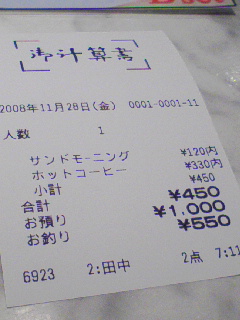 御計算書
2008年11月28日(金) 0001-0001-11
人数 1
サンドモーニング ¥120内
ホットコーヒー ¥330内
小計 ¥450
合計 ¥450
お預り ¥1,000
お釣り ¥550
6923 2:田中 2点 7:11